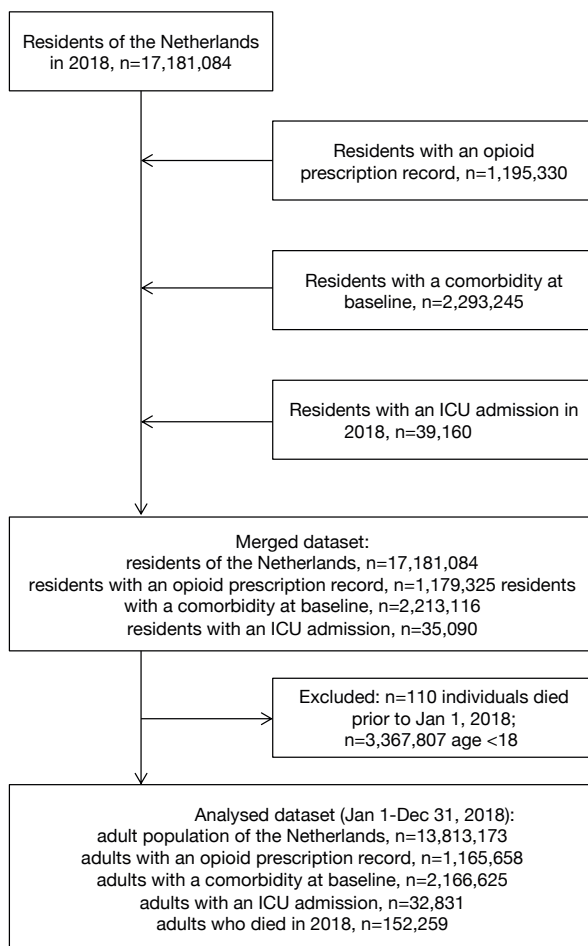 Residents of the Netherlands
in 2018, n=17,181,084
Residents with an opioid
prescription record, n=1,195,330
Residents with a comorbidity at
baseline, n=2,293,245
Residents with an ICU admission in
2018, n=39,160
Merged dataset:
residents of the Netherlands, n=17,181,084
residents with an opioid prescription record, n=1,179,325 residents
with a comorbidity at baseline, n=2,213,116
residents with an ICU admission, n=35,090
Excluded: n=110 individuals died
prior to Jan 1, 2018;
n=3,367,807 age <18
Analysed dataset (Jan 1-Dec 31, 2018):
adult population of the Netherlands, n=13,813,173
adults with an opioid prescription record, n=1,165,658
adults with a comorbidity at baseline, n=2,166,625
adults with an ICU admission, n=32,831
adults who died in 2018, n=152,259